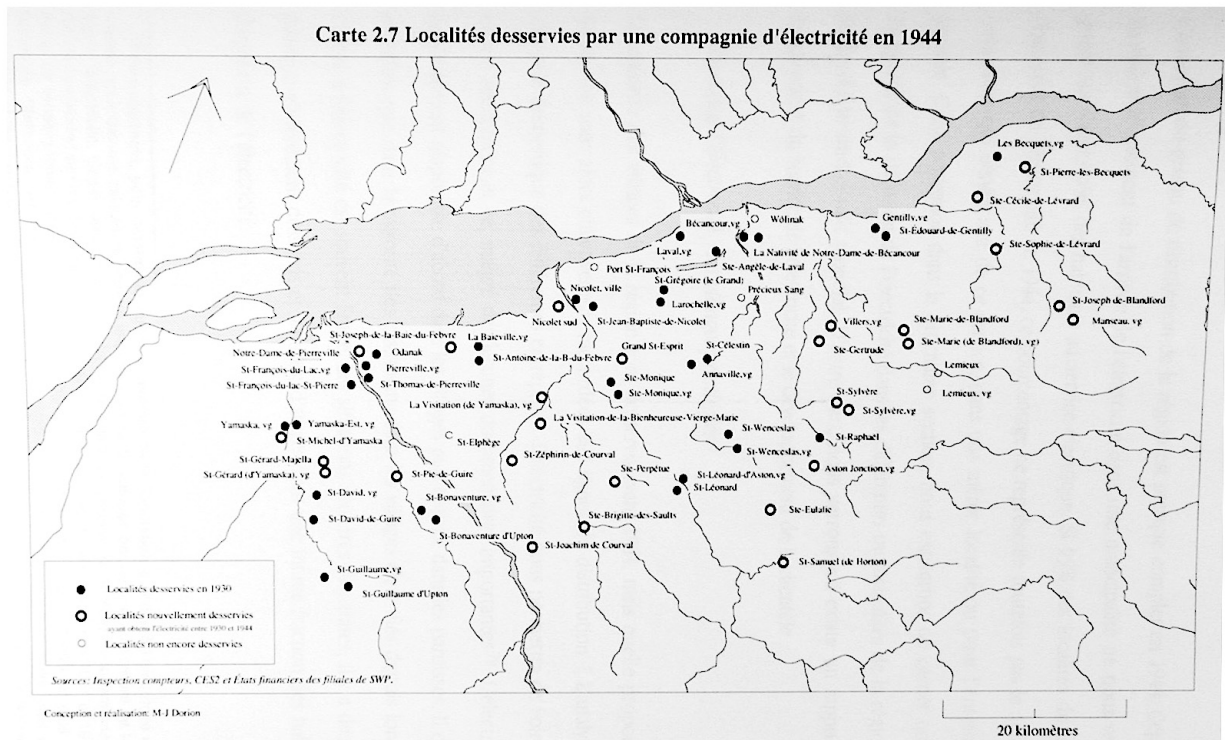 Carte 2.7 Localités desservies par une compagnie d'électricité en 1944
Les Becquets,vg
St-Pierre-les-Bécquets
Ste-Cécile-de-Lévrard
Bécancour,vg
Wôlinak
Gentilly,vg
St-Édouard-de-Gentilly
Ste-Sophie-de-Lévrard
Laval,vg
La Nativité de Notre-Dame-de-Bécancour
Port St-François
Ste-Angèle-de-Laval
St-Grégoire (le Grand)
Nicolet, ville
Précieux Sang
Larochelle,vg
St-Joseph de-Blandford
Nicolet sud
St-Jean-Baptiste-de-Nicolet
Villers,vg
Ste-Marie-de-Blandford
Manseau, vg
St-Joseph-de-la-Baie-du-Febvre
La Baieville,vg
Ste-Gertrude
Ste-Marie (de Blandford), vg)
Notre-Dame-de-Pierreville
Odanak
St-Antoine-de-la-B-du-Febvre
Grand St-Esprit
St-Célestin
St-François-du-Lac,vg
Pierreville,vg
Annaville,vg
Lemieux
St-François-du-lac-St-Pierre
St-Thomas-de-Pierreville
Ste-Monique
Ste-Monique,vg
Lemieux, vg
La Visitation (de Yamaska), vg
St-Sylvère
St-Sylvère,vg
Yamaska, vg
Yamaska-Est, vg
La Visitation-de-la-Bienheureuse-Vierge-Marie
St-Michel-d'Yamaska
St-Elphège
St-Wenceslas
St-Raphaël
St-Gérard-Majella
St-Zéphirin-de-Courval
St-Wenceslas,vg
St-Gérard (d'Yamaska), vg
St-Pie-de-Guire
Ste-Perpétue
St-Léonard-d'Aston,vg
Aston Jonction,vg
St-David, vg
St-Bonaventure, vg
St-Léonard
St-David-de-Guire
Ste-Brigitte-des-Saults
Ste-Eulalie
St-Bonaventure d'Upton
St-Joachim de Courval
St-Samuel (de Horton)
St-Guillaume,vg
St-Guillaume d'Upton
Localités desservies en 1930
Localités nouvellement desservies
ayant obtenu l'électricité entre 1930 et 1944
Localités non encore desservies
Sources: Inspection compteurs, CES2 et États financiers des filiales de SWP.
Conception et réalisation: M-J Dorion
20 kilomètres